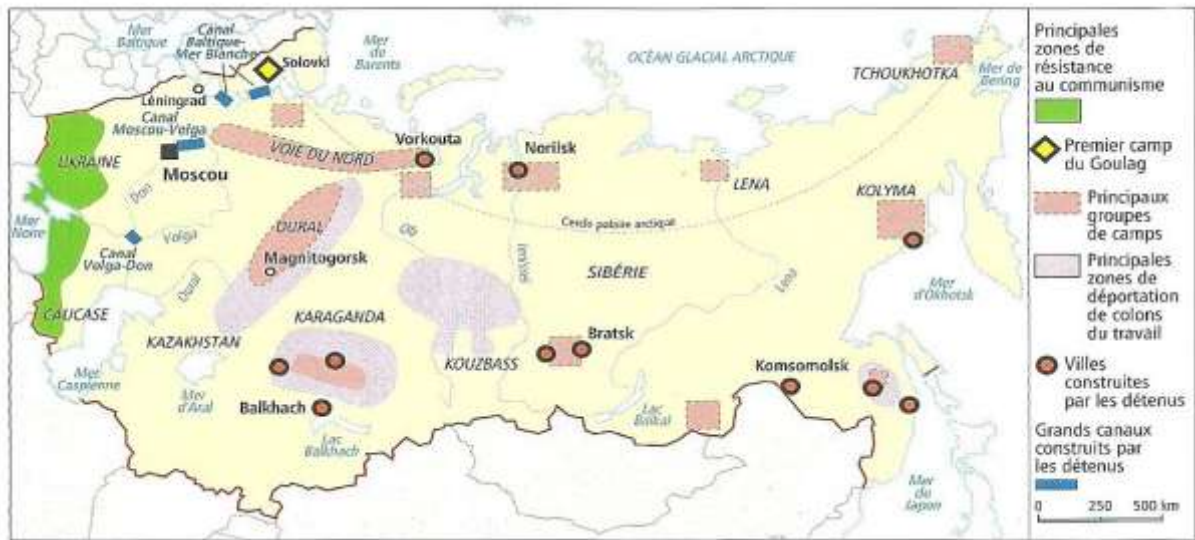 Mer
Baltique
Canal
Baltique-
Mer Blanche
Solovki
Mer
de
Barents
OCÉAN GLACIAL ARCTIQUE
TCHOUKHOTKA
Mer de
Bering
Léningrad
Canal
Moscou-Volga
UKRAINE
Moscou
VOIE DU NORD
Vorkouta
Norilsk
LENA
KOLYMA
Mer
Noire
Don
Volga
Canal
Volga-Don
OURAL
Magnitogorsk
Ob
Cercle polaire arctique
Ienisseï
SIBÉRIE
Lena
Mer
d'Okhotsk
CAUCASE
Oural
KAZAKHSTAN
KARAGANDA
KOUZBASS
Bratsk
Komsomolsk
Mer
Caspienne
Mer
d'Aral
Balkhach
Lac
Balkhach
Lac
Baïkal
Mer
de
Japon
Principales
zones de
résistance
au communisme
Premier camp
du Goulag
Principaux
groupes
de camps
Principales
zones de
déportation
de colons
du travail
Villes
construites
par les détenus
Grands canaux
construits par
les détenus
0 250 500 km